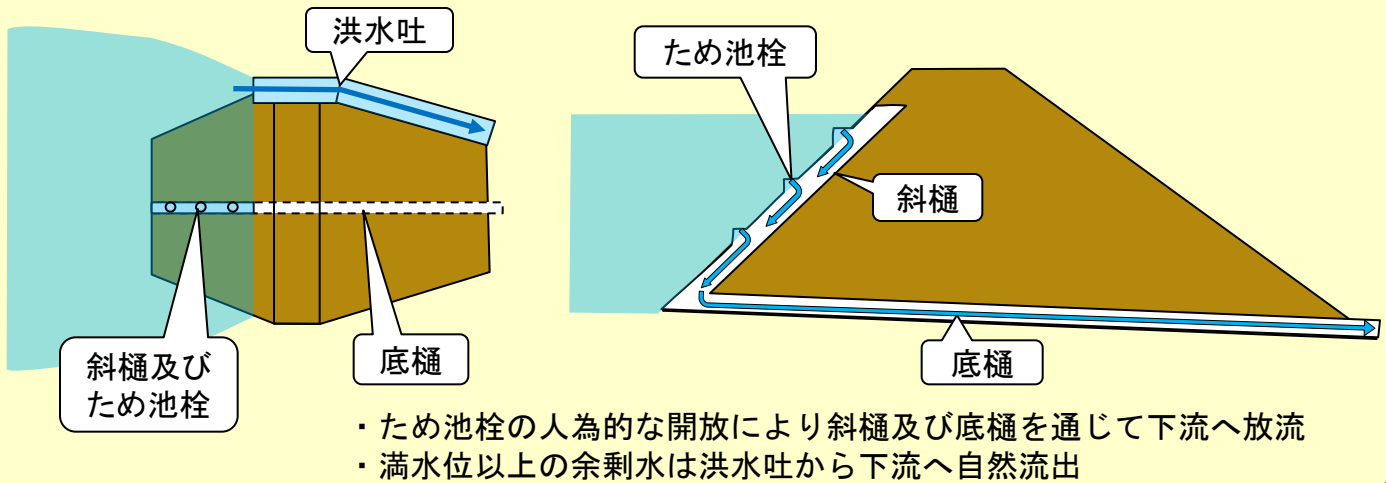 洪水吐
ため池栓
斜樋
斜樋及び
ため池栓
底樋
底樋
・ため池栓の人為的な開放により斜樋及び底樋を通じて下流へ放流
・満水位以上の余剰水は洪水吐から下流へ自然流出